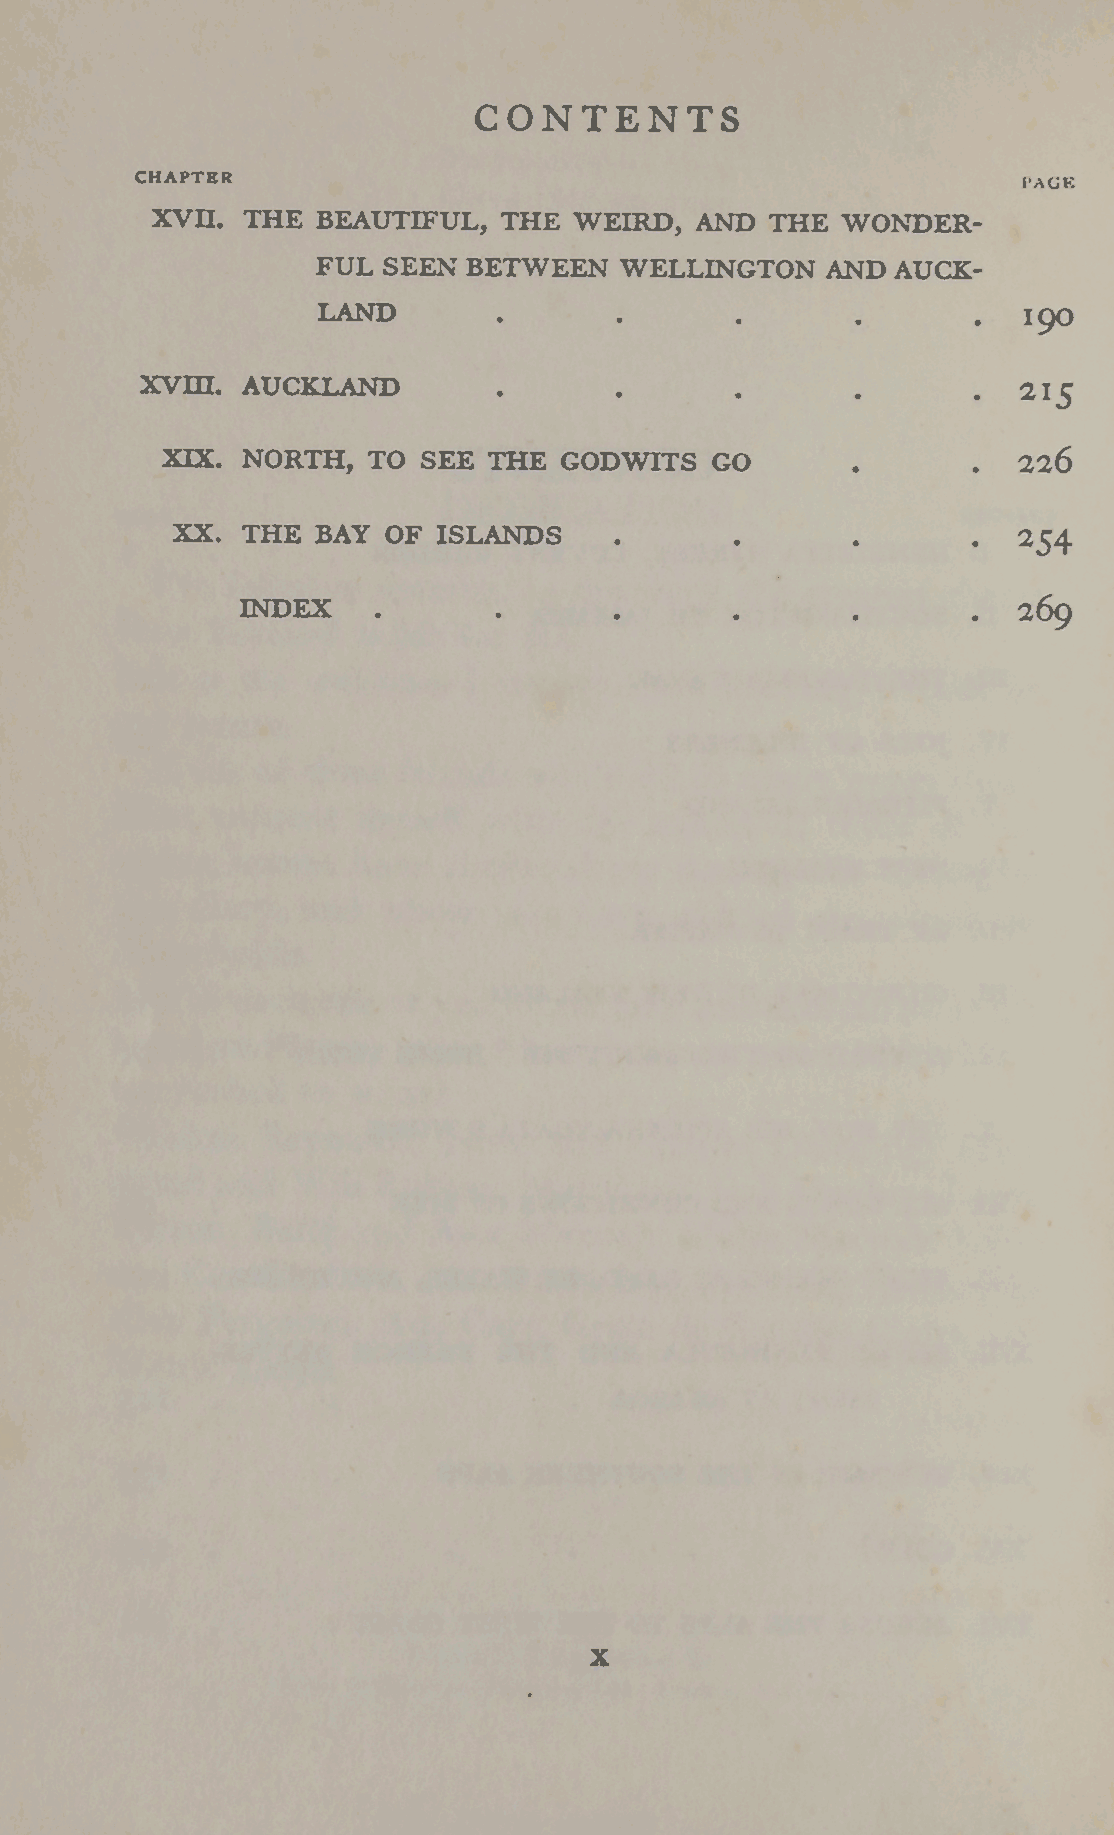 CONTENTS
CHAPTER PAGE
XVII. THE BEAUTIFUL, THE WEIRD, AND THE WONDER-
FUL SEEN BETWEEN WELLINGTON AND AUCK-
LAND . . . . . 190
XVIII. AUCKLAND . . . . . 215
XIX. NORTH, TO SEE THE GODWITS GO . . 226
XX. THE BAY OF ISLANDS . . . . 254
INDEX . . . . . . 269
X